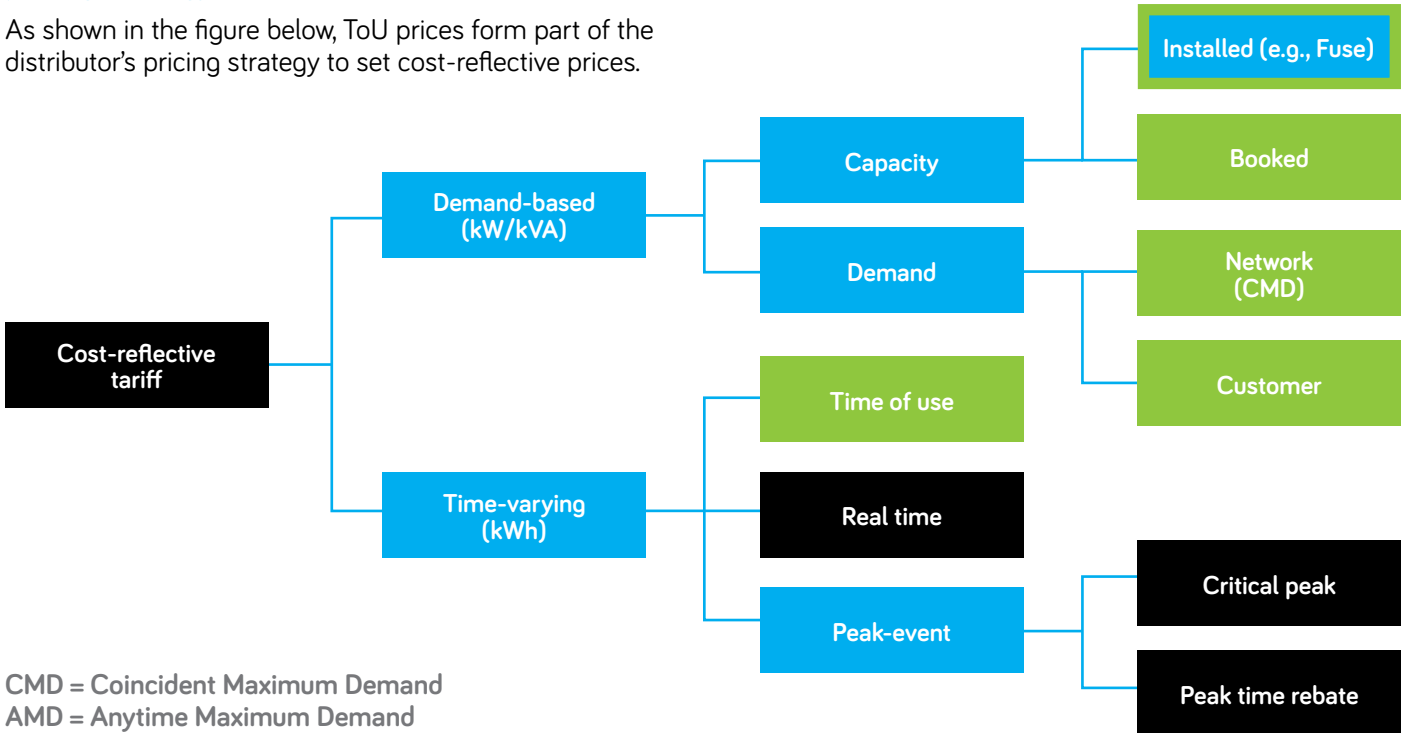 As shown in the figure below, ToU prices form part of the
distributor's pricing strategy to set cost-reflective prices.
Cost-reflective
tariff
Demand-based
(kW/kVA)
Capacity
Installed (e.g., Fuse)
Booked
Demand
Network
(CMD)
Customer
Time-varying
(kWh)
Time of use
Real time
Peak-event
Critical peak
Peak time rebate
CMD = Coincident Maximum Demand
AMD = Anytime Maximum Demand